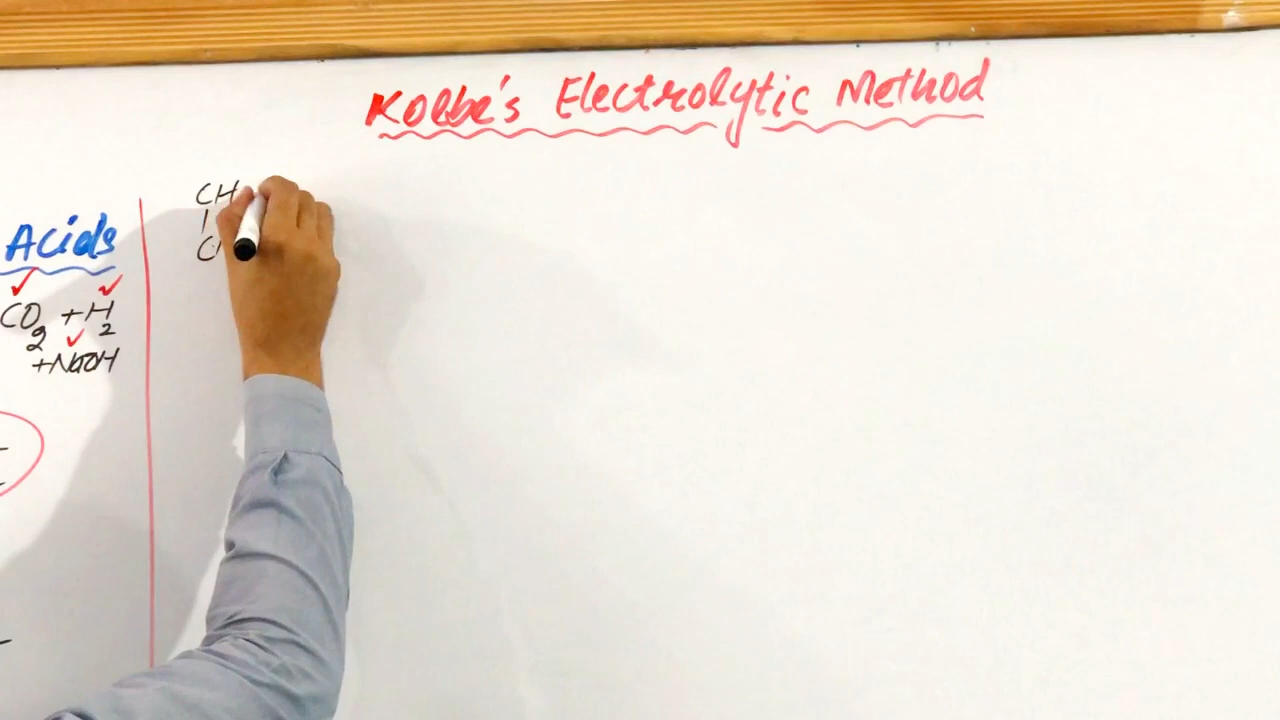 Kolbe's Electrolytic Method
Acids
CO2 + H2
+NaOH
CH